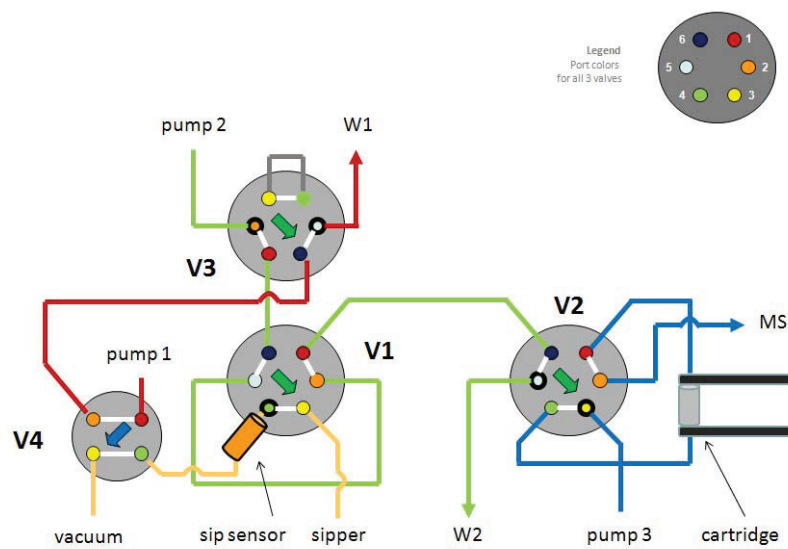 Legend
Port colors
for all 3 valves
6
1
5
2
4
3
pump 2
W1
V3
V2
MS
V1
pump 1
V4
vacuum
sip sensor
sipper
W2
pump 3
cartridge